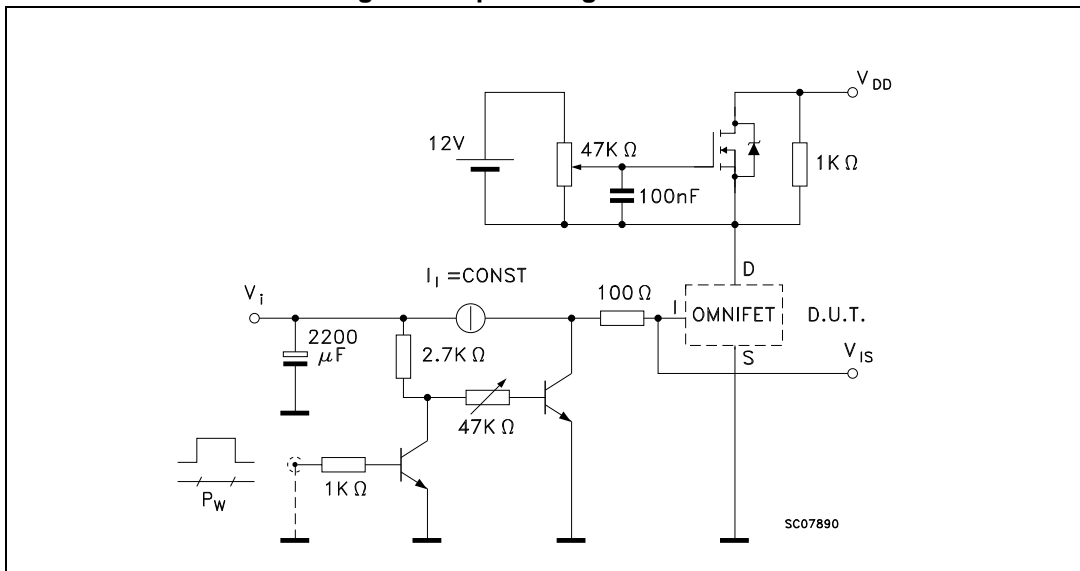 V DD
12V
47K Ω
1K Ω
100nF
I I =CONST
D
V i
100 Ω
I
OMNIFET
D.U.T.
2200
μF
2.7K Ω
S
V IS
47K Ω
1K Ω
P W
SC07890